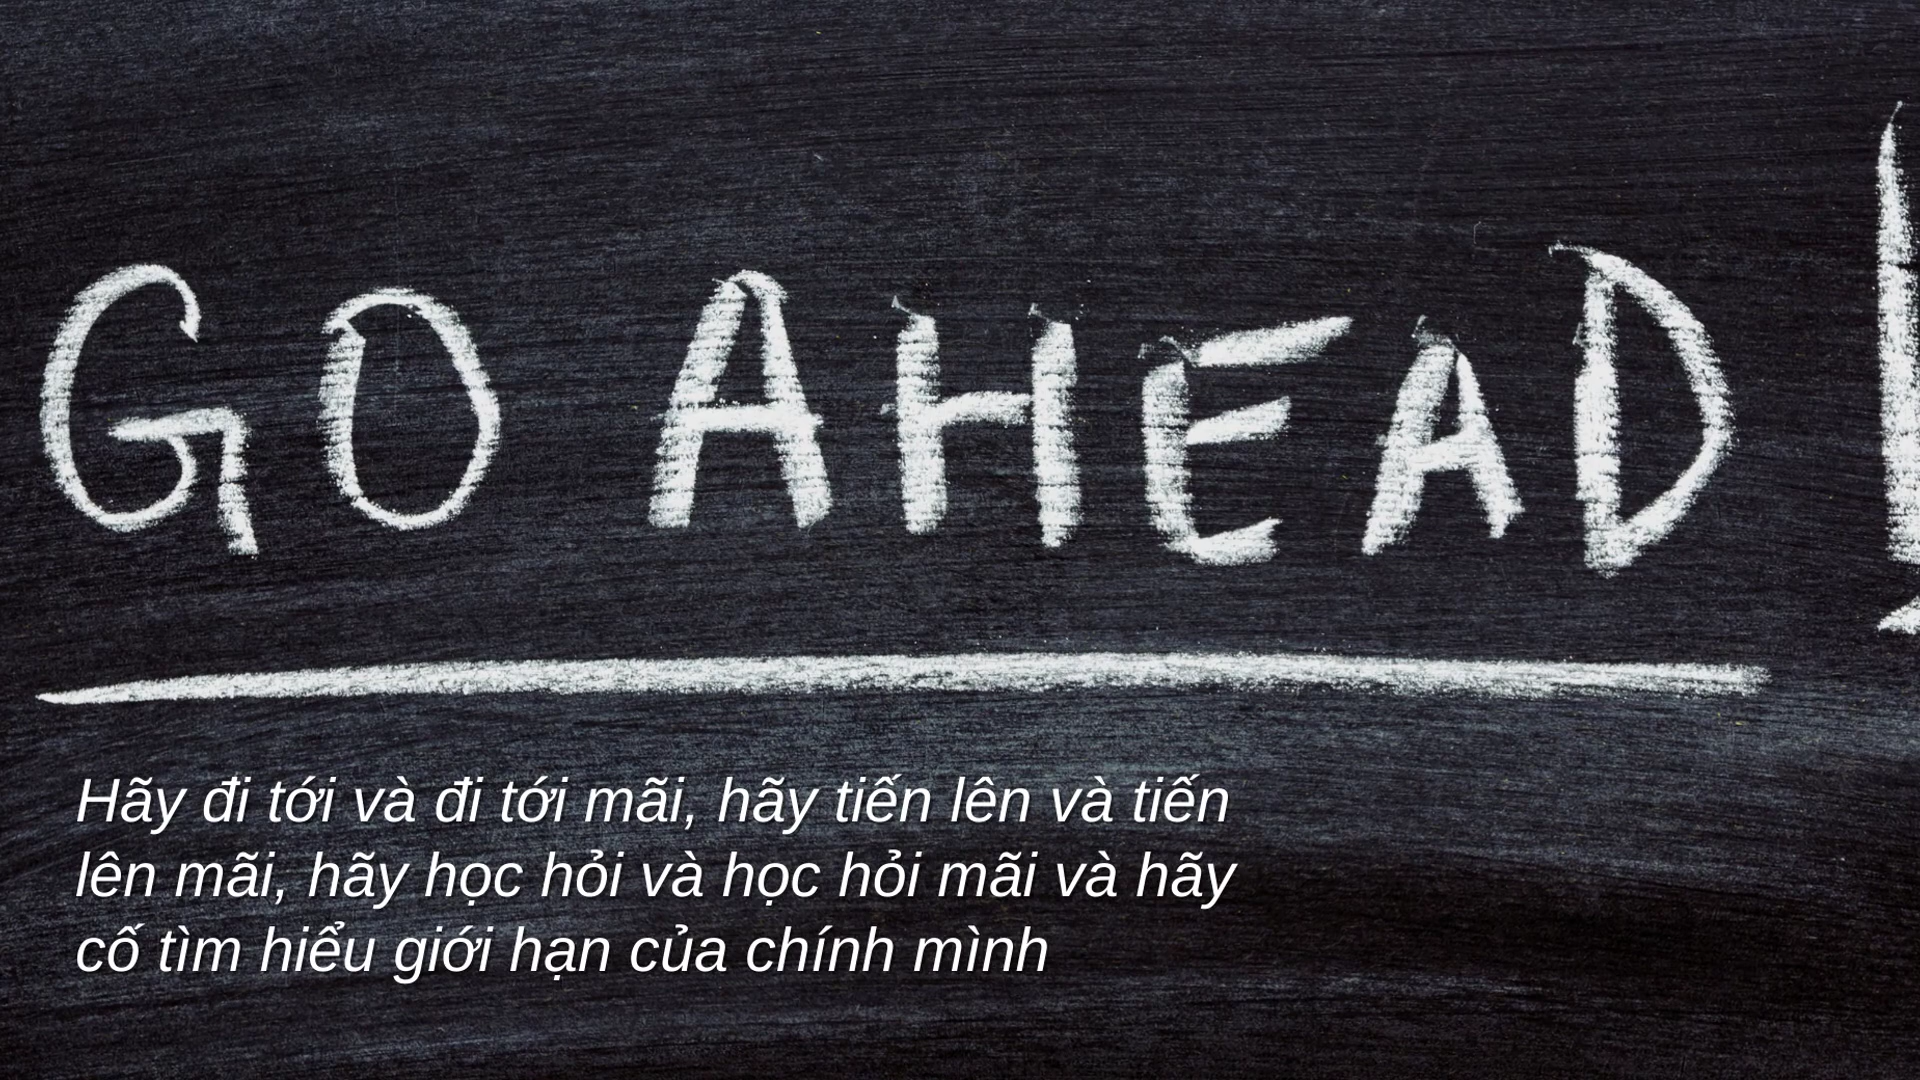 GO AHEAD!
Hãy đi tới và đi tới mãi, hãy tiến lên và tiến
lên mãi, hãy học hỏi và học hỏi mãi và hãy
cố tìm hiểu giới hạn của chính mình